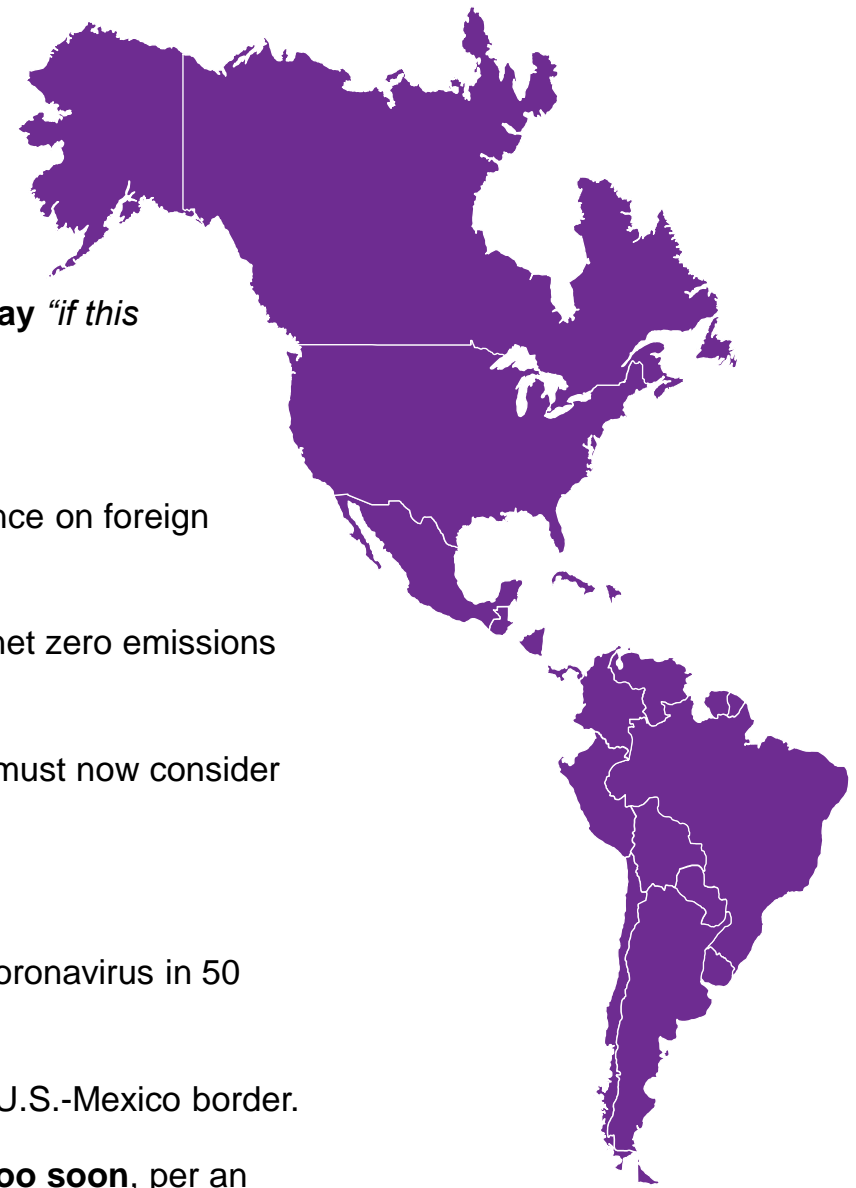 ay “if this
nce on foreign
net zero emissions
must now consider
oronavirus in 50
U.S.-Mexico border.
oo soon, per an